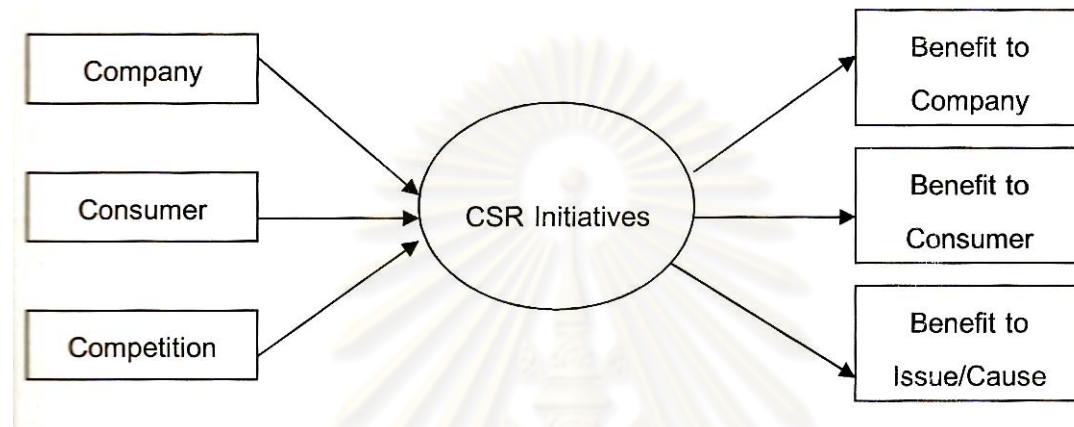 Company
Consumer
Competition
CSR Initiatives
Benefit to
Company
Benefit to
Consumer
Benefit to
Issue/Cause